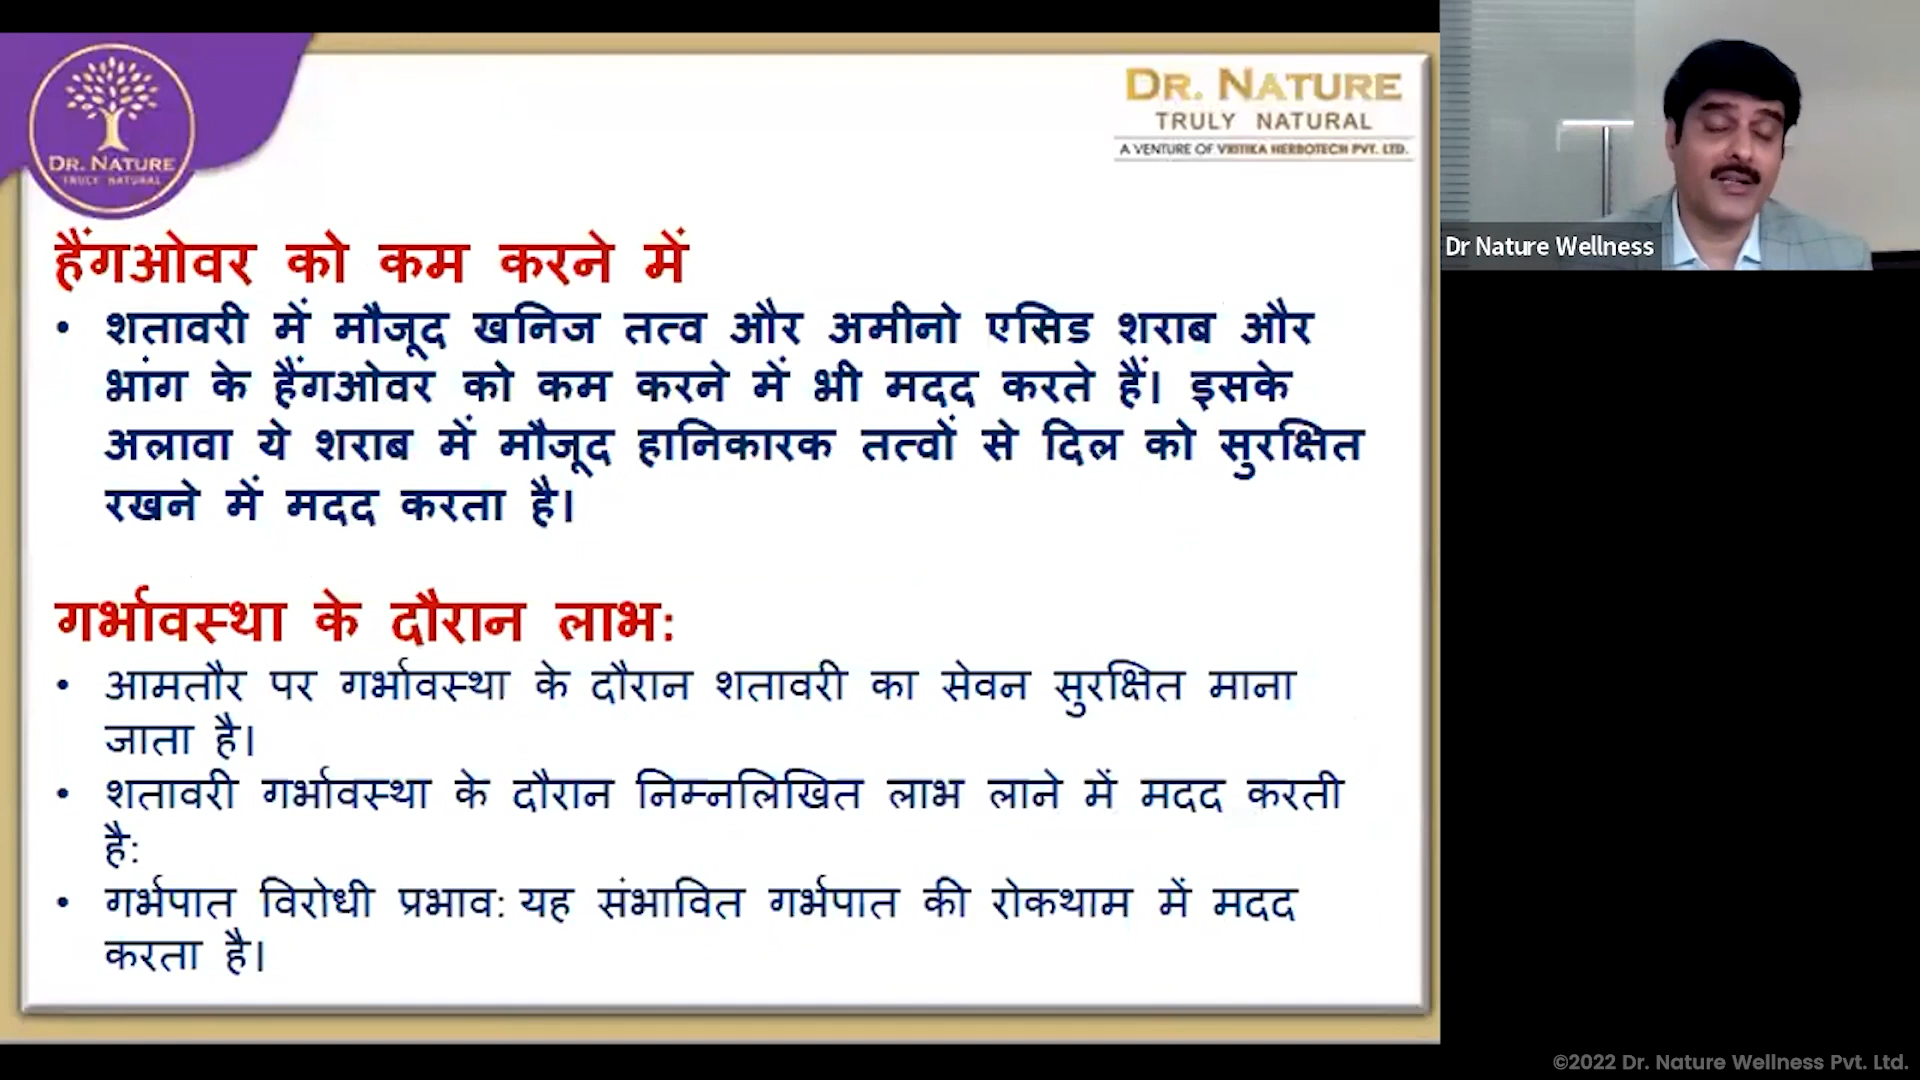 DR. NATURE
TRULY NATURAL
DR. NATURE
TRULY NATURAL
A VENTURE OF VRITIKA HERBOTECH PVT. LTD.
Dr Nature Wellness
हैंगओवर को कम करने में
• शतावरी में मौजूद खनिज तत्व और अमीनो एसिड शराब और
भांग के हैंगओवर को कम करने में भी मदद करते हैं। इसके
अलावा ये शराब में मौजूद हानिकारक तत्वों से दिल को सुरक्षित
रखने में मदद करता है।
गर्भावस्था के दौरान लाभ:
• आमतौर पर गर्भावस्था के दौरान शतावरी का सेवन सुरक्षित माना
जाता है।
• शतावरी गर्भावस्था के दौरान निम्नलिखित लाभ लाने में मदद करती
है:
• गर्भपात विरोधी प्रभाव: यह संभावित गर्भपात की रोकथाम में मदद
करता है।
©2022 Dr. Nature Wellness Pvt. Ltd.